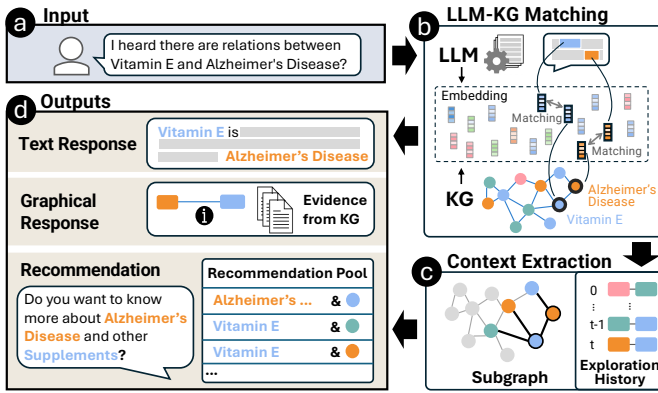 a Input
I heard there are relations between
Vitamin E and Alzheimer's Disease?
b LLM-KG Matching
LLM
Embedding
Matching
Matching
KG
Alzheimer's
Disease
Vitamin E
c Context Extraction
Subgraph
0
⋮ ⋮
t-1
t
Exploration
History
d Outputs
Text Response
Vitamin E is
Alzheimer's Disease
Graphical
Response
i
Evidence
from KG
Recommendation
Do you want to know
more about Alzheimer's
Disease and other
Supplements?
Recommendation Pool
Alzheimer's ... &
Vitamin E &
Vitamin E &
...